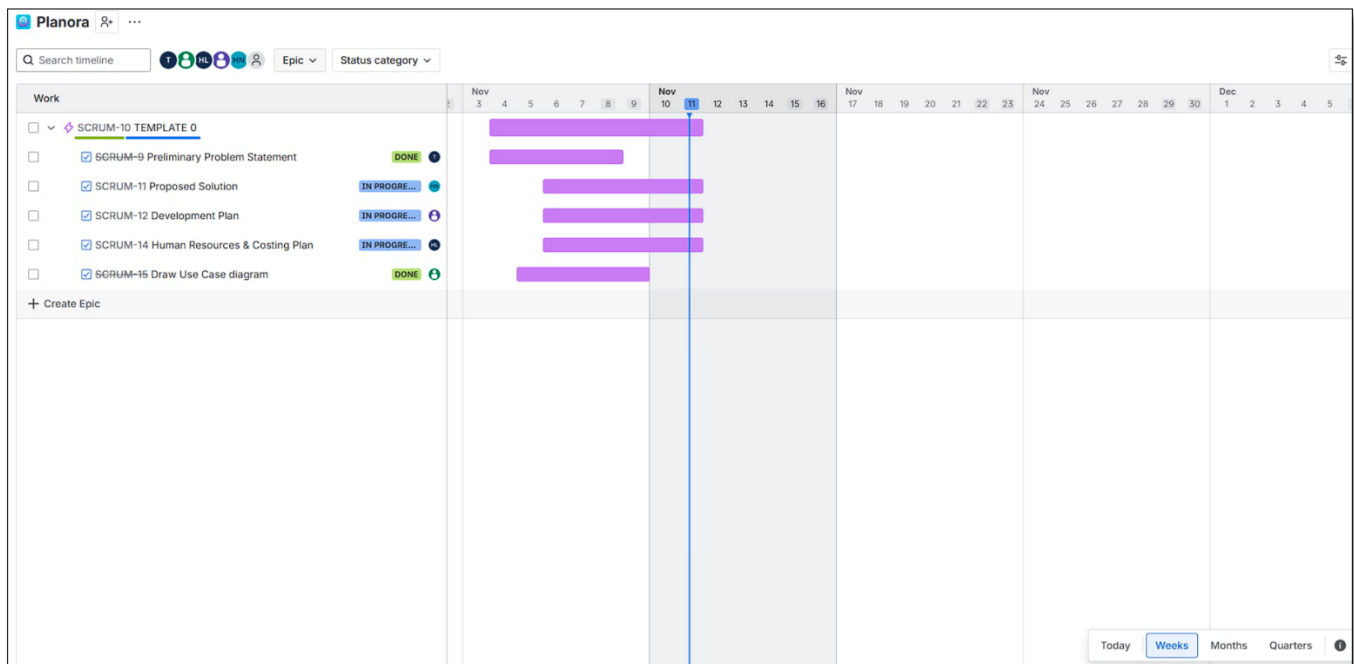 Planora
Search timeline T HL HN Epic Status category
Work
Nov Nov Nov Nov Dec
2 3 4 5 6 7 8 9 10 11 12 13 14 15 16 17 18 19 20 21 22 23 24 25 26 27 28 29 30 1 2 3 4 5
SCRUM-10 TEMPLATE 0
SCRUM-9 Preliminary Problem Statement DONE T
SCRUM-11 Proposed Solution IN PROGRE... HN
SCRUM-12 Development Plan IN PROGRE...
SCRUM-14 Human Resources & Costing Plan IN PROGRE... HL
SCRUM-15 Draw Use Case diagram DONE
+ Create Epic
Today Weeks Months Quarters